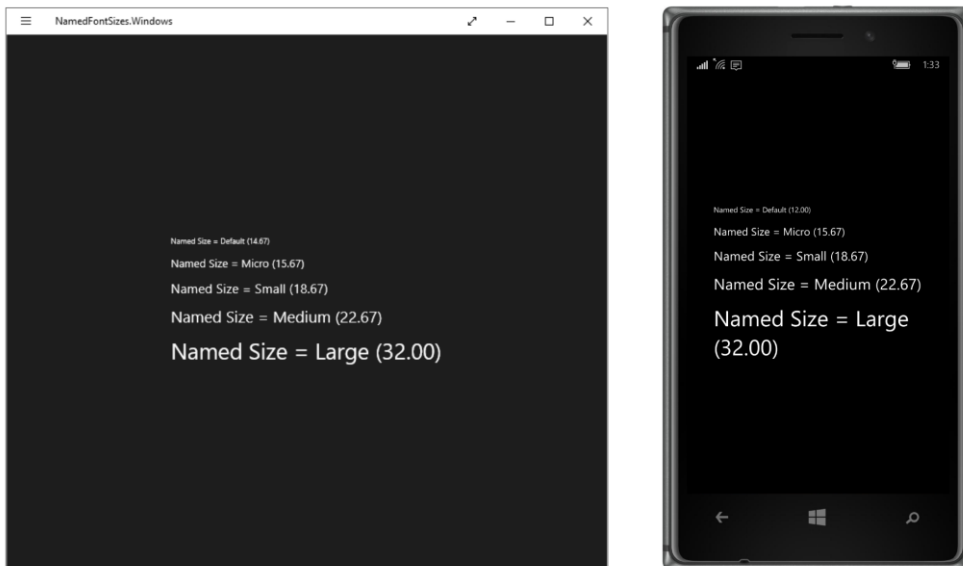 NamedFontSizes.Windows
Named Size = Default (14.67)
Named Size = Micro (15.67)
Named Size = Small (18.67)
Named Size = Medium (22.67)
Named Size = Large (32.00)
1:33
Named Size = Default (12.00)
Named Size = Micro (15.67)
Named Size = Small (18.67)
Named Size = Medium (22.67)
Named Size = Large
(32.00)